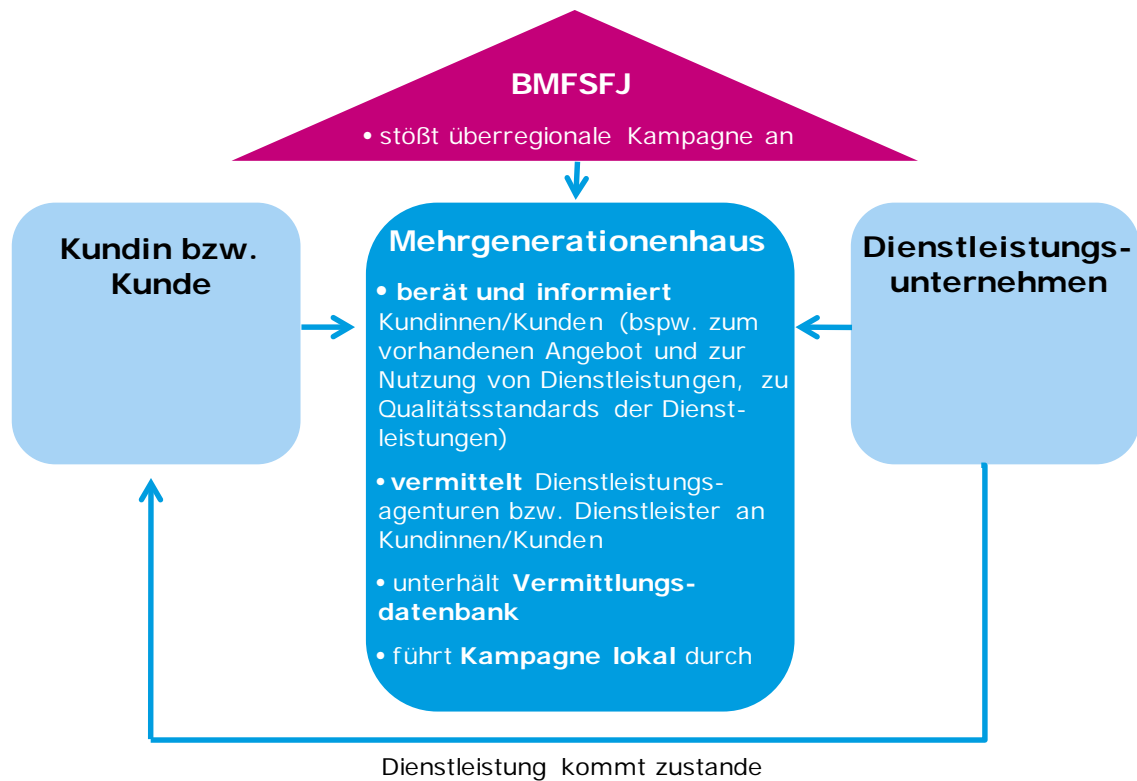 BMFSFJ
• stößt überregionale Kampagne an
Kundin bzw.
Kunde
Mehrgenerationenhaus
• berät und informiert
Kundinnen/Kunden (bspw. zum
vorhandenen Angebot und zur
Nutzung von Dienstleistungen, zu
Qualitätsstandards der Dienst-
leistungen)
• vermittelt Dienstleistungs-
agenturen bzw. Dienstleister an
Kundinnen/Kunden
• unterhält Vermittlungs-
datenbank
• führt Kampagne lokal durch
Dienstleistungs-
unternehmen
Dienstleistung kommt zustande